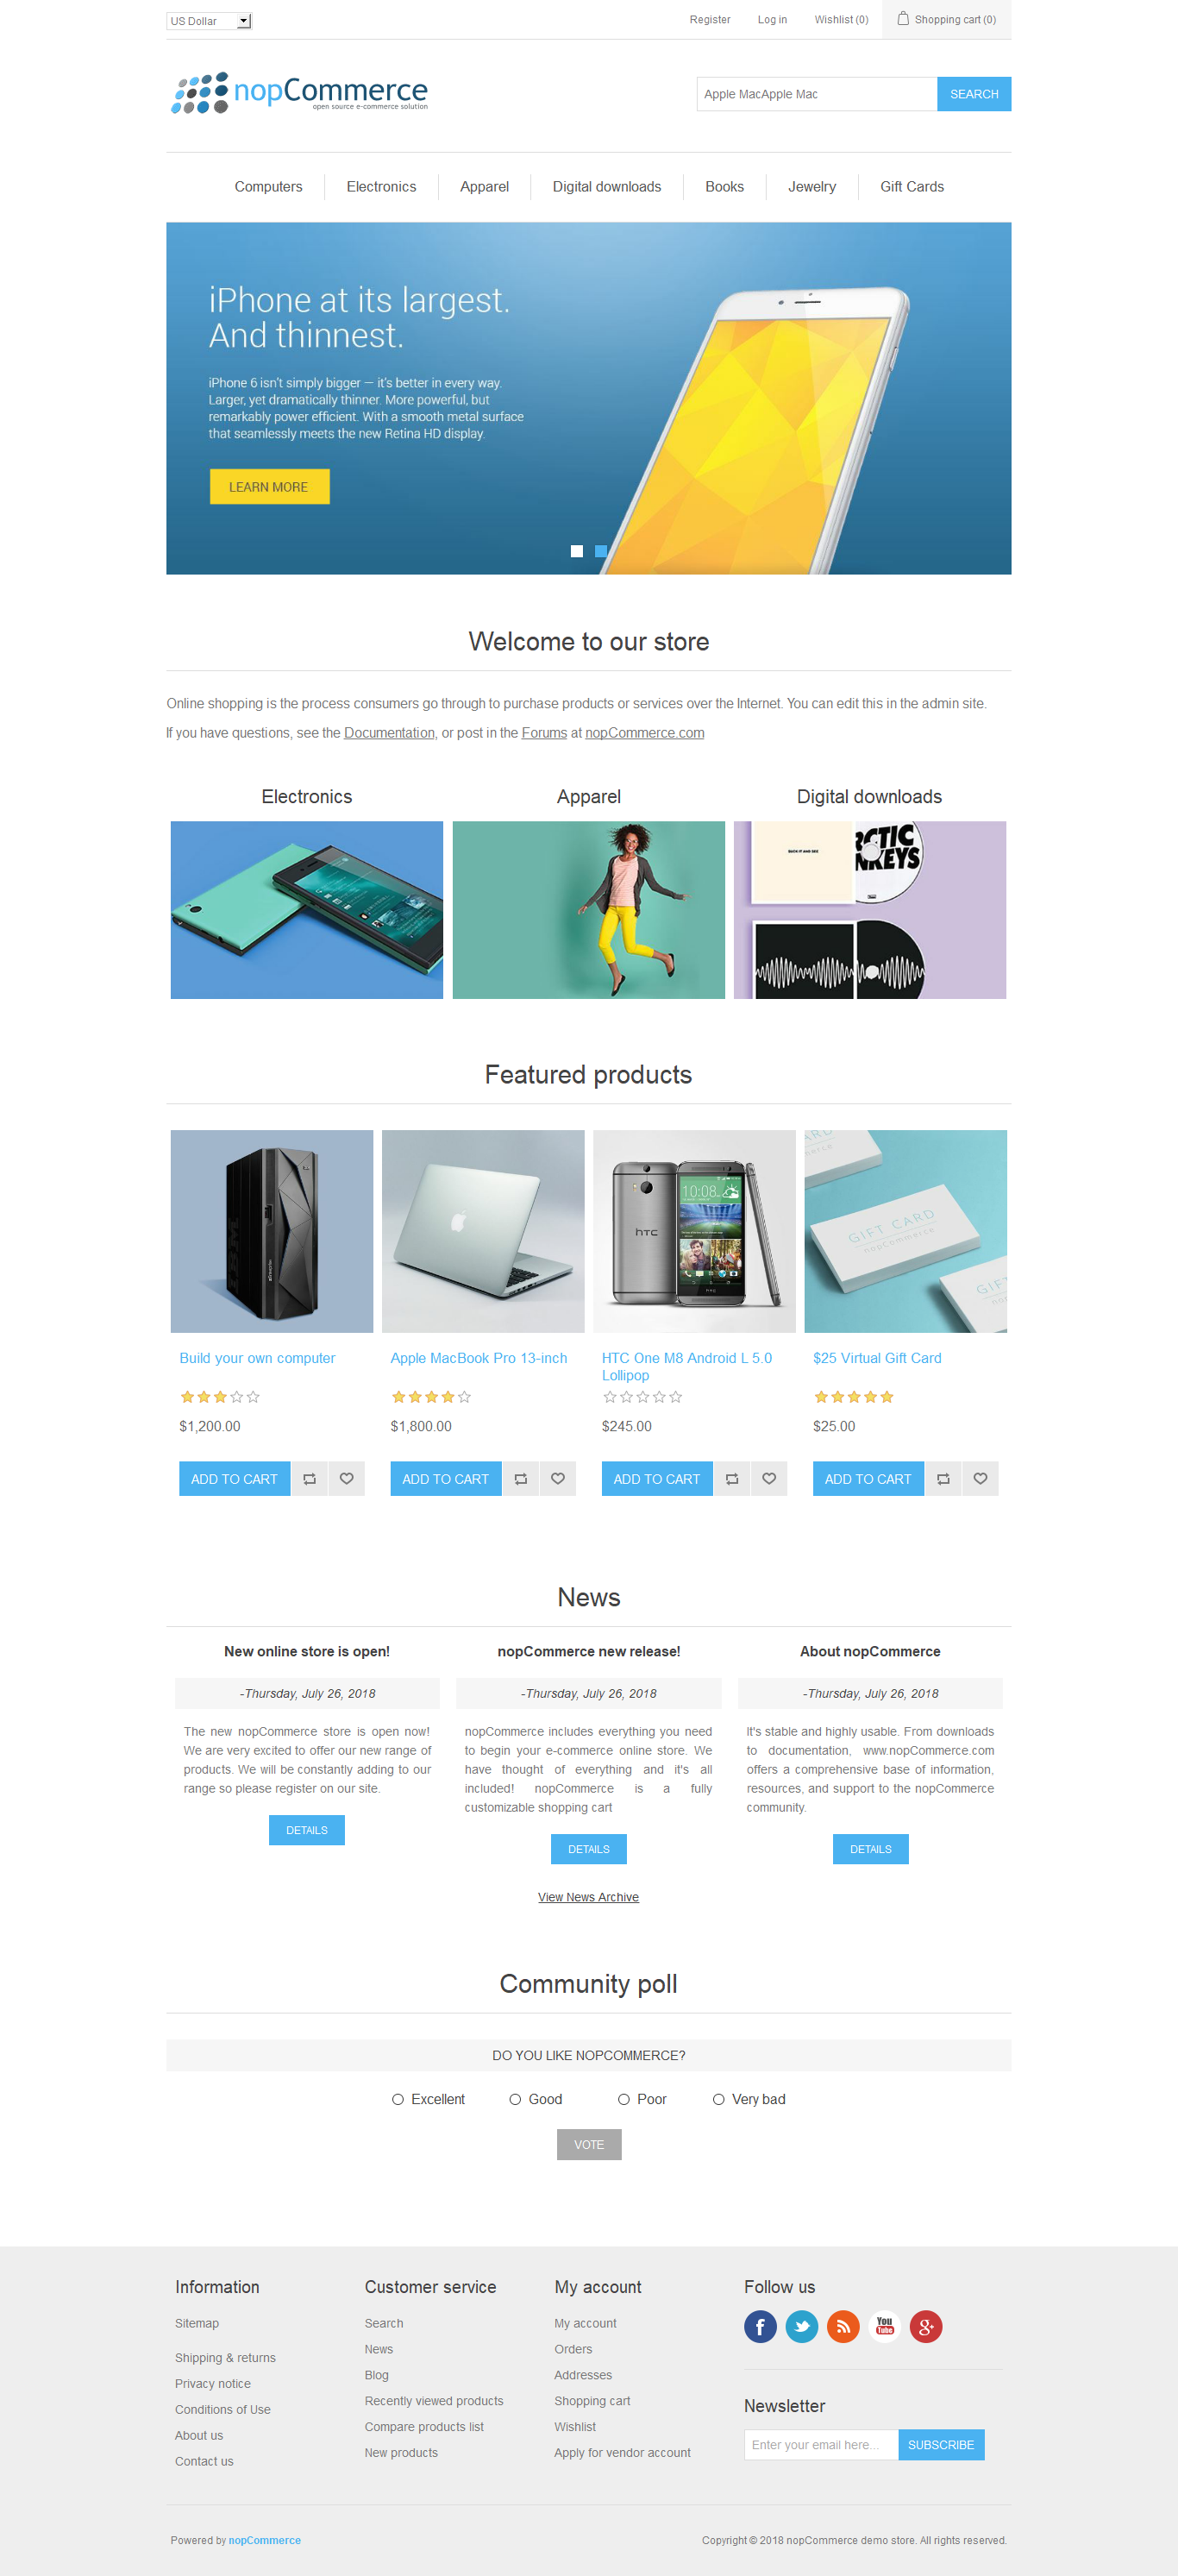 US Dollar
Register Log in Wishlist (0) Shopping cart (0)
nopCommerce
open source e-commerce solution
Apple MacApple Mac SEARCH
Computers Electronics Apparel Digital downloads Books Jewelry Gift Cards
iPhone at its largest.
And thinnest.
iPhone 6 isn't simply bigger — it's better in every way.
Larger, yet dramatically thinner. More powerful, but
remarkably power efficient. With a smooth metal surface
that seamlessly meets the new Retina HD display.
LEARN MORE
Welcome to our store
Online shopping is the process consumers go through to purchase products or services over the Internet. You can edit this in the admin site.
If you have questions, see the Documentation, or post in the Forums at nopCommerce.com
Electronics Apparel Digital downloads
SUCK IT AND SEE
RCTIC
NKEYS
Featured products
10:08
hTC
GIFT CARD
nopCommerce
Build your own computer
Apple MacBook Pro 13-inch
HTC One M8 Android L 5.0
Lollipop
$25 Virtual Gift Card
$1,200.00 $1,800.00 $245.00 $25.00
ADD TO CART ADD TO CART ADD TO CART ADD TO CART
News
New online store is open!
-Thursday, July 26, 2018
The new nopCommerce store is open now!
We are very excited to offer our new range of
products. We will be constantly adding to our
range so please register on our site.
DETAILS
nopCommerce new release!
-Thursday, July 26, 2018
nopCommerce includes everything you need
to begin your e-commerce online store. We
have thought of everything and it's all
included! nopCommerce is a fully
customizable shopping cart
DETAILS
About nopCommerce
-Thursday, July 26, 2018
It's stable and highly usable. From downloads
to documentation, www.nopCommerce.com
offers a comprehensive base of information,
resources, and support to the nopCommerce
community.
DETAILS
View News Archive
Community poll
DO YOU LIKE NOPCOMMERCE?
Excellent Good Poor Very bad
VOTE
Information
Sitemap
Shipping & returns
Privacy notice
Conditions of Use
About us
Contact us
Customer service
Search
News
Blog
Recently viewed products
Compare products list
New products
My account
My account
Orders
Addresses
Shopping cart
Wishlist
Apply for vendor account
Follow us
You
Tube
Newsletter
Enter your email here... SUBSCRIBE
Powered by nopCommerce
Copyright © 2018 nopCommerce demo store. All rights reserved.